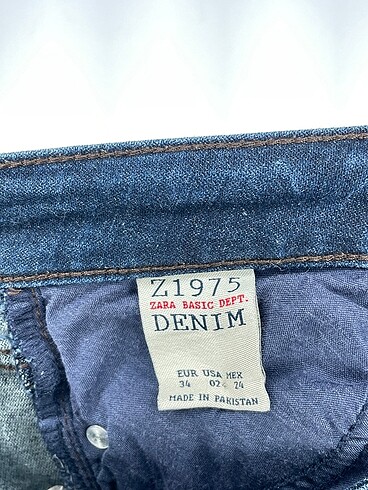 Z1975
ZARA BASIC DEPT.
DENIM
EUR USA MEX
34 02 24
MADE IN PAKISTAN